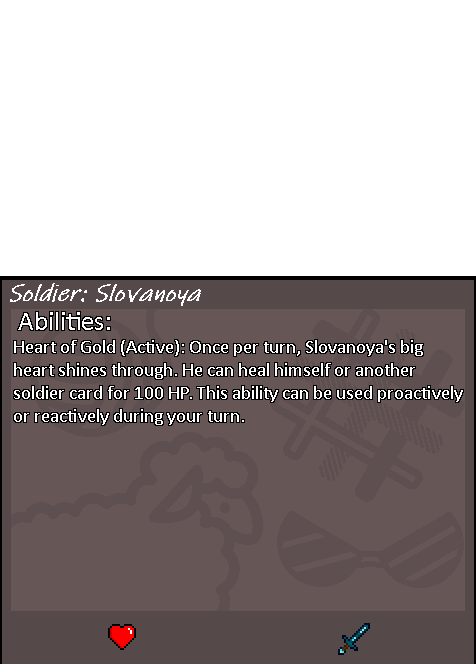 Soldier: Slovanoya
Abilities:
Heart of Gold (Active): Once per turn, Slovanoya's big
heart shines through. He can heal himself or another
soldier card for 100 HP. This ability can be used proactively
or reactively during your turn.